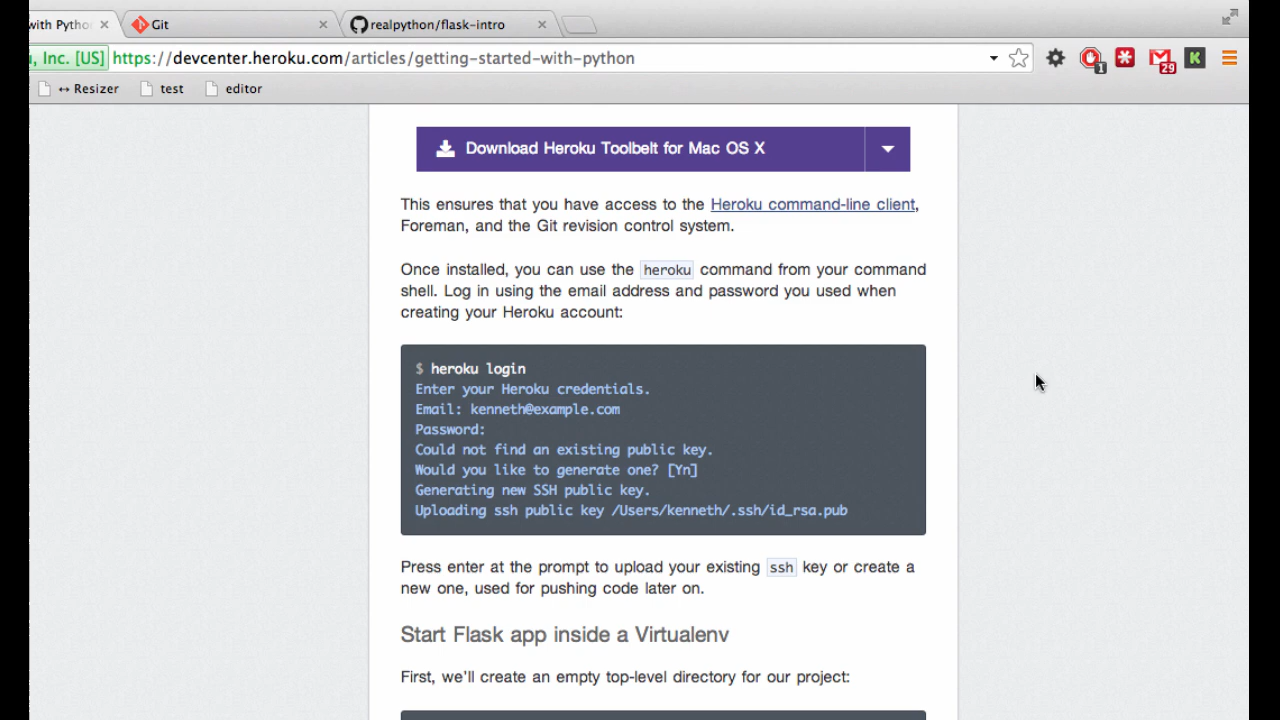 with Pytho
Git
realpython/flask-intro
u, Inc. [US] https://devcenter.heroku.com/articles/getting-started-with-python
1
29
K
↔ Resizer
test
editor
Download Heroku Toolbelt for Mac OS X
This ensures that you have access to the Heroku command-line client,
Foreman, and the Git revision control system.
Once installed, you can use the heroku command from your command
shell. Log in using the email address and password you used when
creating your Heroku account:
$ heroku login
Enter your Heroku credentials.
Email: kenneth@example.com
Password:
Could not find an existing public key.
Would you like to generate one? [Yn]
Generating new SSH public key.
Uploading ssh public key /Users/kenneth/.ssh/id_rsa.pub
Press enter at the prompt to upload your existing ssh key or create a
new one, used for pushing code later on.
Start Flask app inside a Virtualenv
First, we'll create an empty top-level directory for our project: